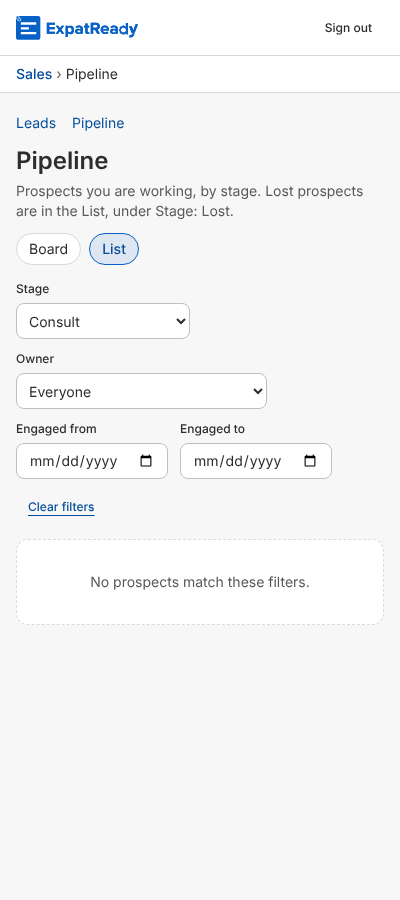 ExpatReady
Sign out
Sales › Pipeline
Leads Pipeline
Pipeline
Prospects you are working, by stage. Lost prospects
are in the List, under Stage: Lost.
Board List
Stage
Consult
Owner
Everyone
Engaged from Engaged to
mm/dd/yyyy mm/dd/yyyy
Clear filters
No prospects match these filters.